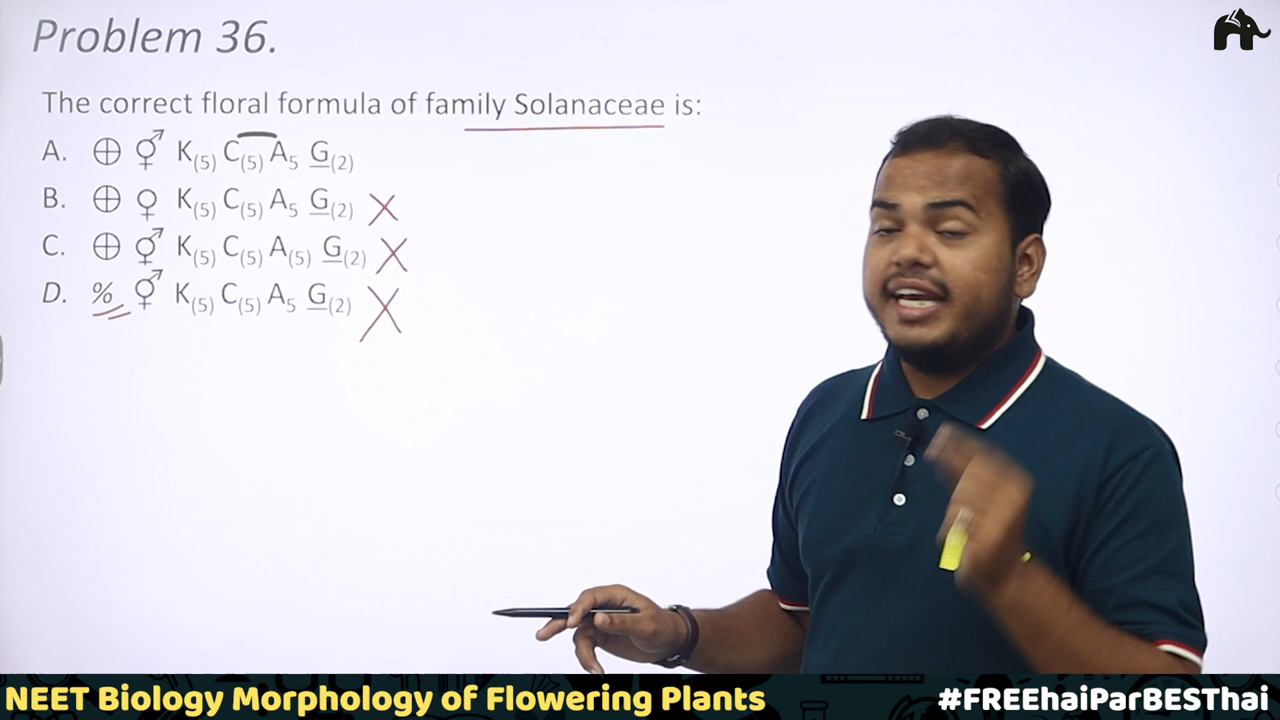 Problem 36.
The correct floral formula of family Solanaceae is:
A. ⊕ ⚥ K(5) C(5) A5 G(2)
B. ⊕ ♀ K(5) C(5) A5 G(2)
C. ⊕ ⚥ K(5) C(5) A(5) G(2)
D. % ⚥ K(5) C(5) A5 G(2)
NEET Biology Morphology of Flowering Plants
#FREEhaiParBESThai